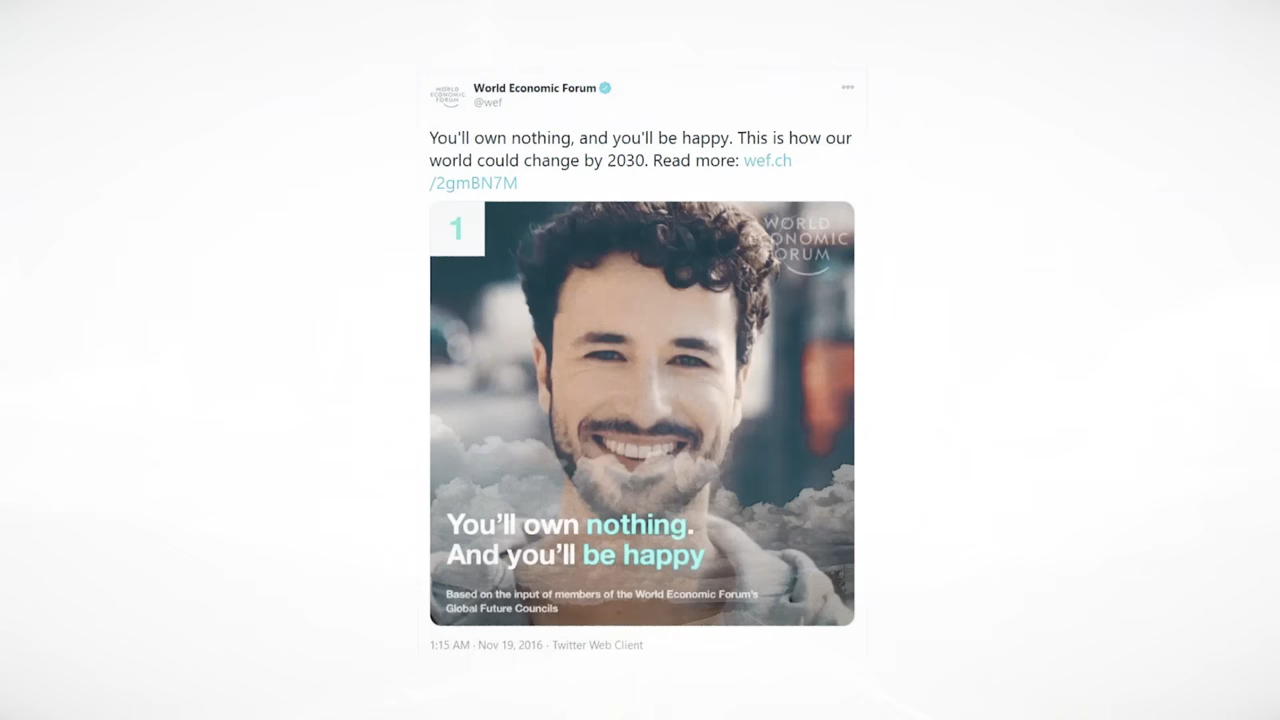 WORLD
ECONOMIC
FORUM
World Economic Forum
@wef
You'll own nothing, and you'll be happy. This is how our
world could change by 2030. Read more: wef.ch
/2gmBN7M
1
WORLD
ECONOMIC
FORUM
You'll own nothing.
And you'll be happy
Based on the input of members of the World Economic Forum's
Global Future Councils
1:15 AM · Nov 19, 2016 · Twitter Web Client